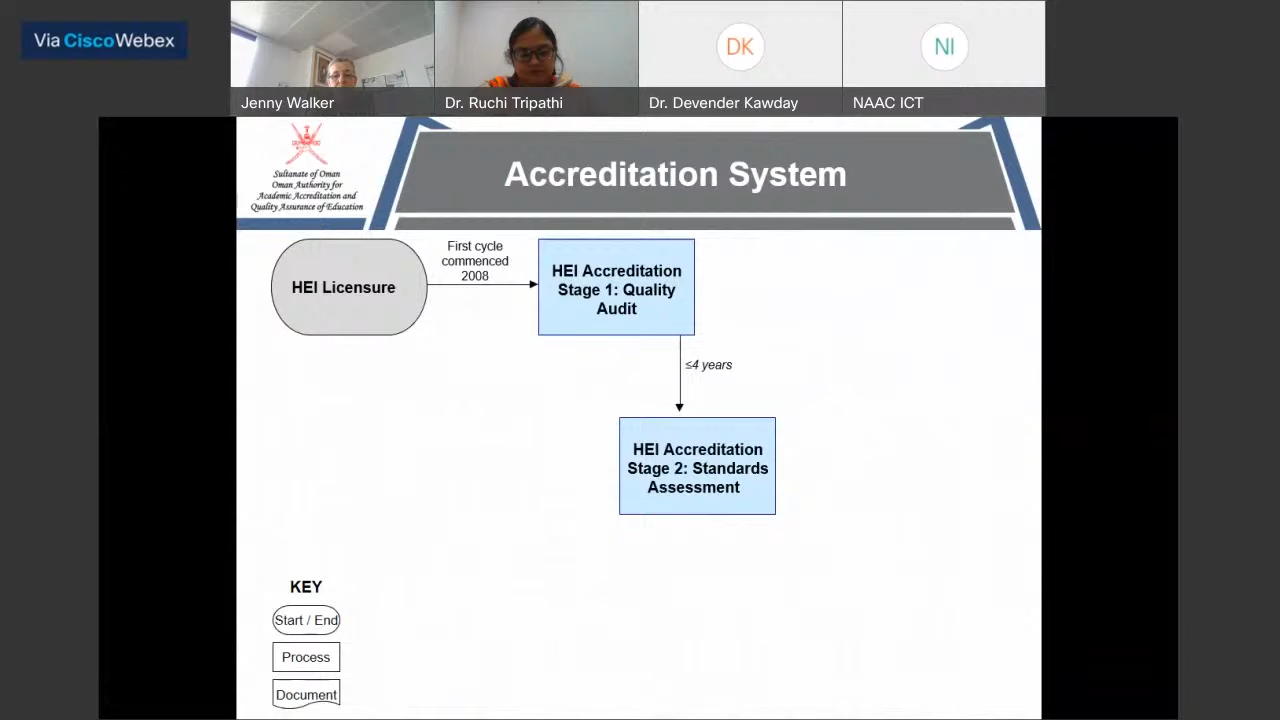 Via CiscoWebex
Jenny Walker
Dr. Ruchi Tripathi
DK
Dr. Devender Kawday
NI
NAAC ICT
Sultanate of Oman
Oman Authority for
Academic Accreditation and
Quality Assurance of Education
Accreditation System
HEI Licensure
First cycle
commenced
2008
HEI Accreditation
Stage 1: Quality
Audit
≤4 years
HEI Accreditation
Stage 2: Standards
Assessment
KEY
Start / End
Process
Document